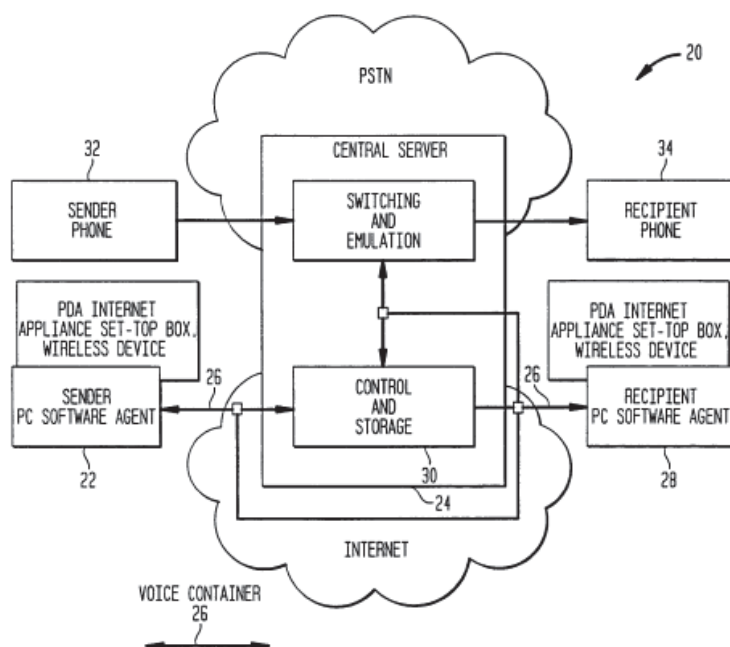 PSTN
20
CENTRAL SERVER
32
SENDER
PHONE
SWITCHING
AND
EMULATION
34
RECIPIENT
PHONE
PDA INTERNET
APPLIANCE SET-TOP BOX,
WIRELESS DEVICE
PDA INTERNET
APPLIANCE SET-TOP BOX,
WIRELESS DEVICE
SENDER
PC SOFTWARE AGENT
26
CONTROL
AND
STORAGE
26
RECIPIENT
PC SOFTWARE AGENT
22
30
24
28
INTERNET
VOICE CONTAINER
26